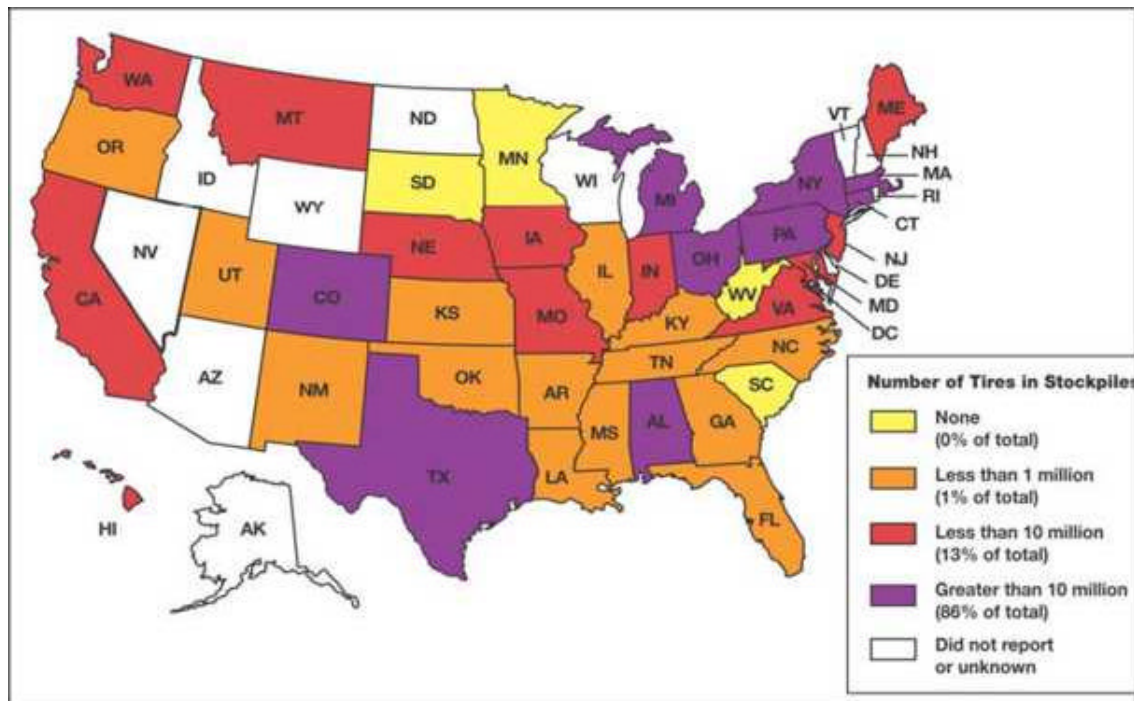 WA
MT
ND
MN
ME
VT
OR
ID
SD
WI
MI
NY
NH
MA
RI
CT
WY
NE
IA
PA
NV
UT
CO
IL
IN
OH
NJ
DE
MD
DC
CA
KS
MO
WV
VA
KY
AZ
NM
OK
AR
TN
NC
SC
TX
LA
MS
AL
GA
FL
HI
AK
Number of Tires in Stockpiles
None
(0% of total)
Less than 1 million
(1% of total)
Less than 10 million
(13% of total)
Greater than 10 million
(86% of total)
Did not report
or unknown